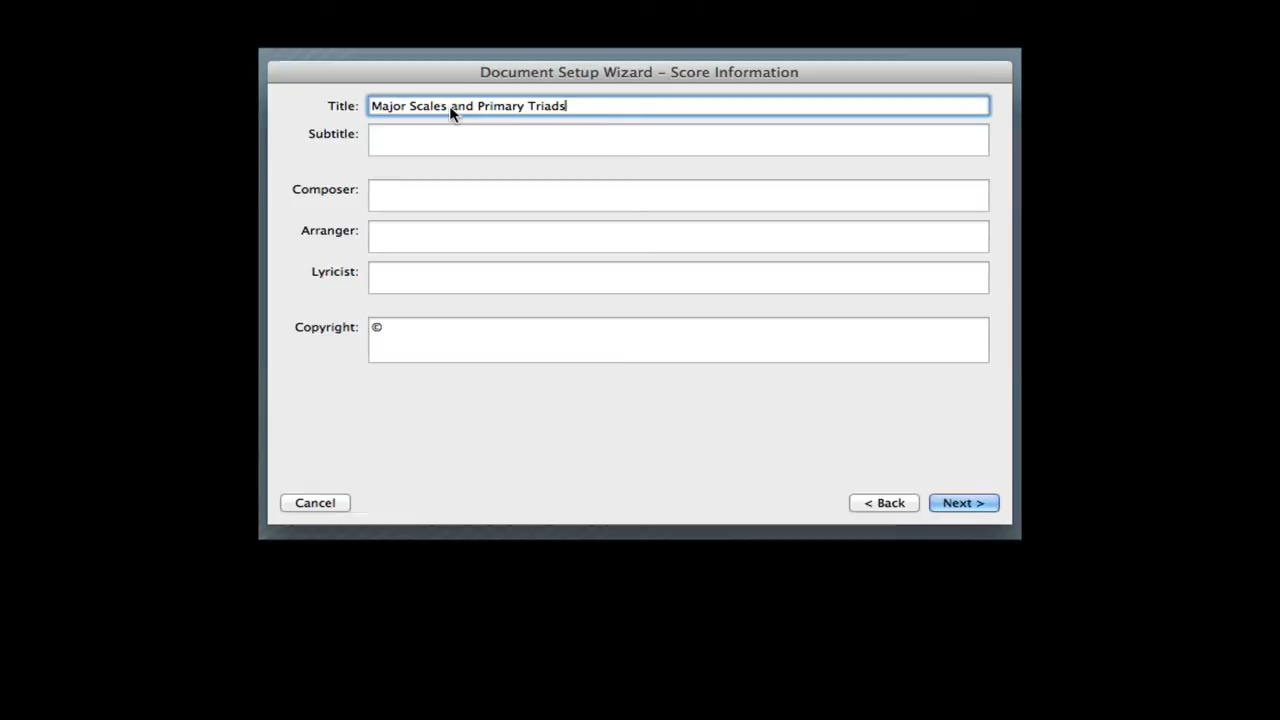 Document Setup Wizard – Score Information
Title: Major Scales and Primary Triads
Subtitle:
Composer:
Arranger:
Lyricist:
Copyright: ©
Cancel < Back Next >